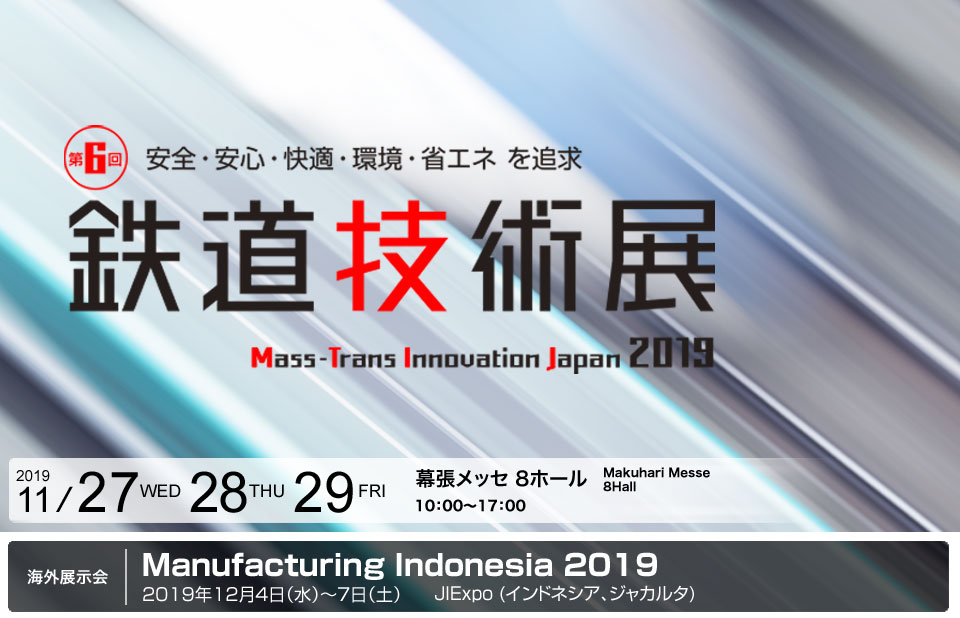 第6回 安全・安心・快適・環境・省エネ を追求
鉄道技術展
Mass-Trans Innovation Japan 2019
2019 11/27WED 28THU 29FRI
幕張メッセ 8ホール
10:00〜17:00
Makuhari Messe
8Hall
海外展示会
Manufacturing Indonesia 2019
2019年12月4日(水)〜7日(土) JIExpo (インドネシア、ジャカルタ)